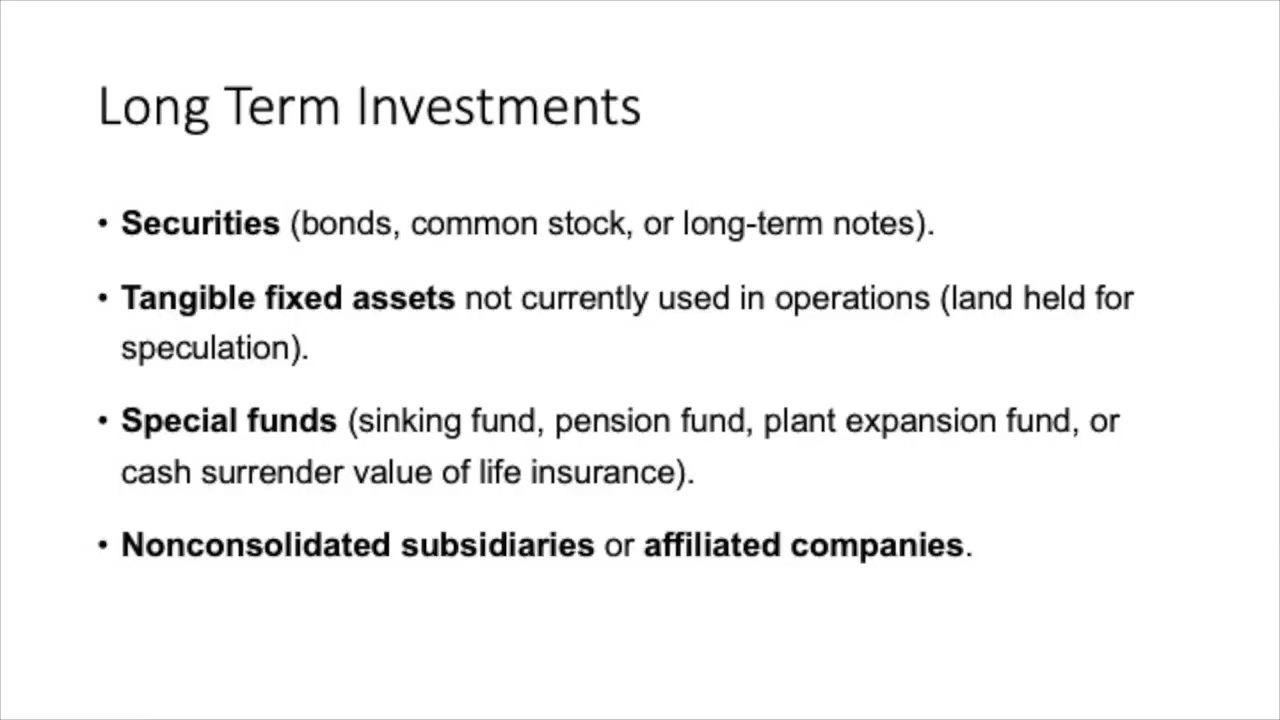 Long Term Investments
• Securities (bonds, common stock, or long-term notes).
• Tangible fixed assets not currently used in operations (land held for
speculation).
• Special funds (sinking fund, pension fund, plant expansion fund, or
cash surrender value of life insurance).
• Nonconsolidated subsidiaries or affiliated companies.